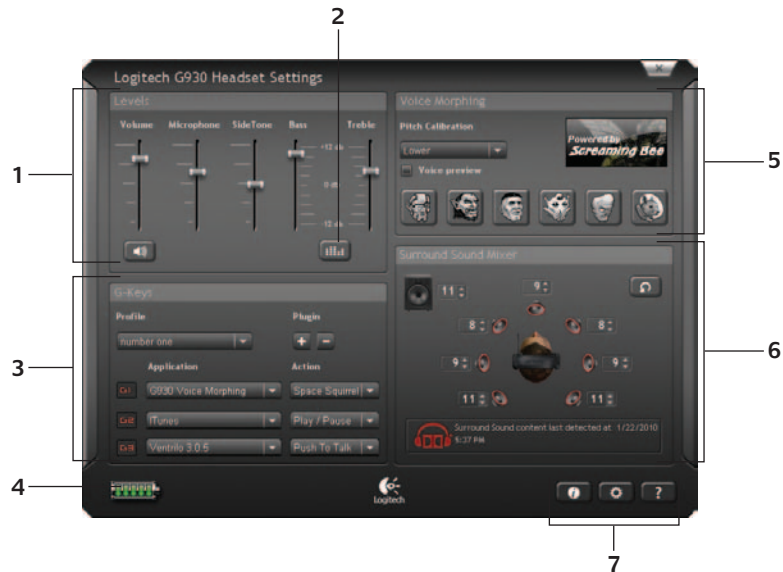 2
Logitech G930 Headset Settings
Levels
Volume Microphone SideTone Bass Treble
+12 db
0 dB
-12 db
1
Voice Morphing
Pitch Calibration
Lower
Voice preview
Powered by
Screaming Bee
5
G-Keys
Profile Plugin
number one + -
Application Action
G930 Voice Morphing Space Squirrel
iTunes Play / Pause
Ventrilo 3.0.5 Push To Talk
3
Surround Sound Mixer
11 9
8 8
9 9
11 11
Surround Sound content last detected at 1/22/2010
5:37 PM
6
4
Logitech
?
7